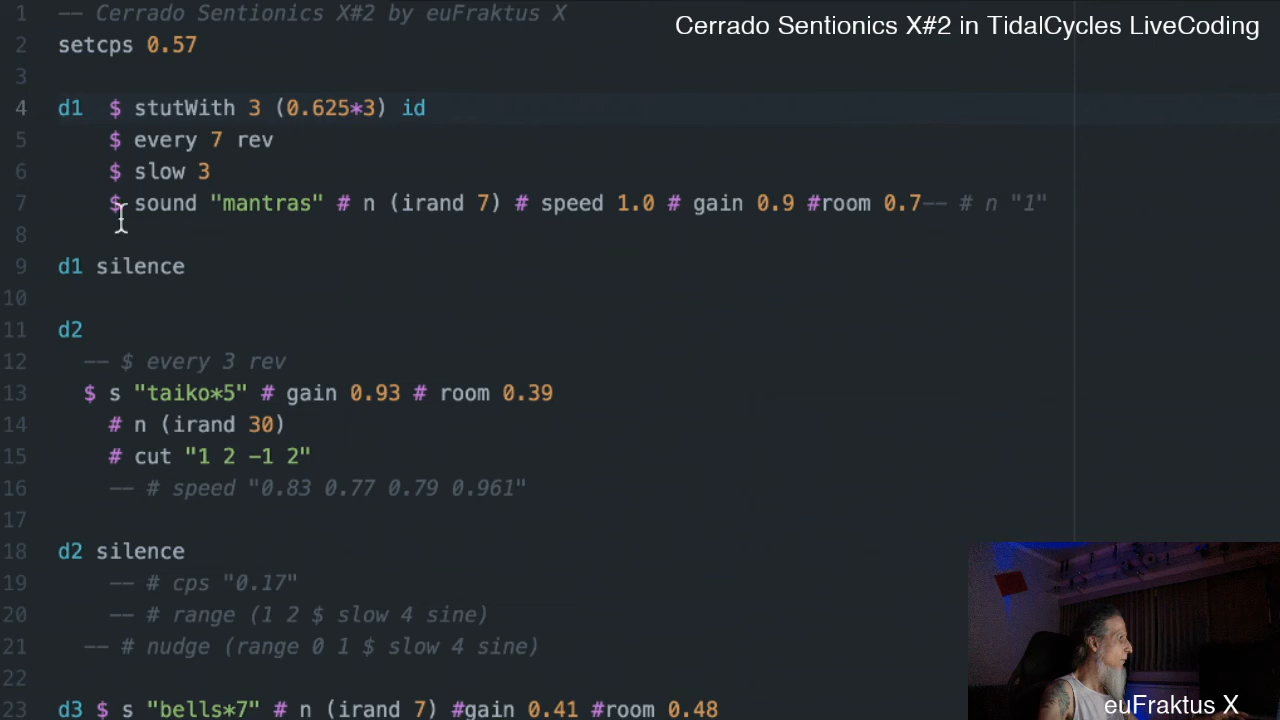 Cerrado Sentionics X#2 in TidalCycles LiveCoding
1 -- Cerrado Sentionics X#2 by euFraktus X
2 setcps 0.57
3
4 d1  $ stutWith 3 (0.625*3) id
5     $ every 7 rev
6     $ slow 3
7     $ sound "mantras" # n (irand 7) # speed 1.0 # gain 0.9 #room 0.7-- # n "1"
8
9 d1 silence
10
11 d2
12   -- $ every 3 rev
13   $ s "taiko*5" # gain 0.93 # room 0.39
14     # n (irand 30)
15     # cut "1 2 -1 2"
16     -- # speed "0.83 0.77 0.79 0.961"
17
18 d2 silence
19     -- # cps "0.17"
20     -- # range (1 2 $ slow 4 sine)
21   -- # nudge (range 0 1 $ slow 4 sine)
22
23 d3 $ s "bells*7" # n (irand 7) #gain 0.41 #room 0.48
euFraktus X